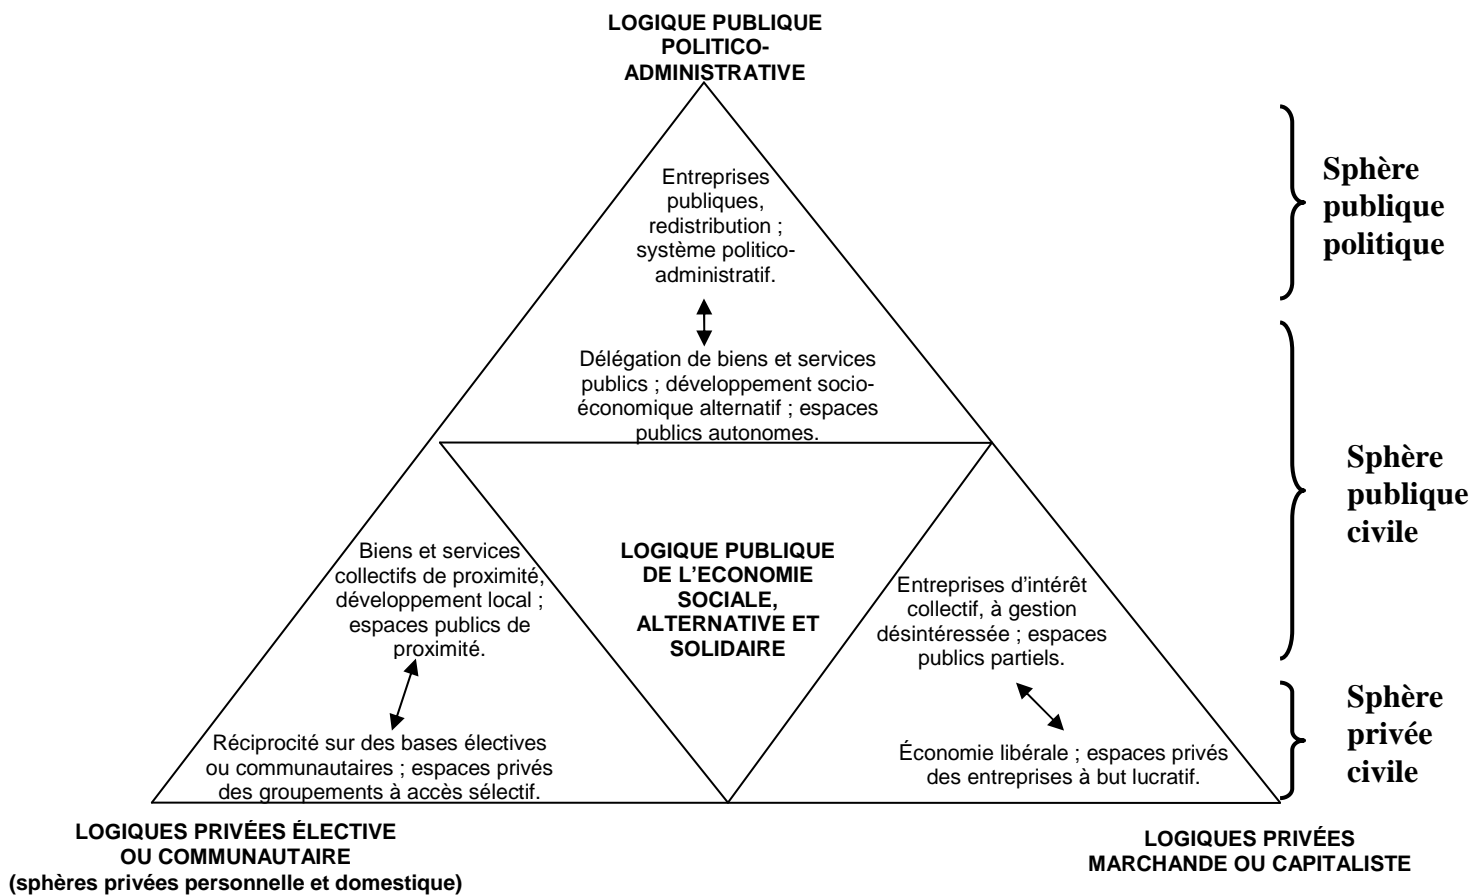 LOGIQUE PUBLIQUE
POLITICO-
ADMINISTRATIVE
Entreprises
publiques,
redistribution ;
système politico-
administratif.
Sphère
publique
politique
Délégation de biens et services
publics ; développement socio-
économique alternatif ; espaces
publics autonomes.
Sphère
publique
civile
Biens et services
collectifs de proximité,
développement local ;
espaces publics de
proximité.
LOGIQUE PUBLIQUE
DE L’ECONOMIE
SOCIALE,
ALTERNATIVE ET
SOLIDAIRE
Entreprises d’intérêt
collectif, à gestion
désintéressée ; espaces
publics partiels.
Réciprocité sur des bases électives
ou communautaires ; espaces privés
des groupements à accès sélectif.
Économie libérale ; espaces privés
des entreprises à but lucratif.
Sphère
privée
civile
LOGIQUES PRIVÉES ÉLECTIVE
OU COMMUNAUTAIRE
(sphères privées personnelle et domestique)
LOGIQUES PRIVÉES
MARCHANDE OU CAPITALISTE